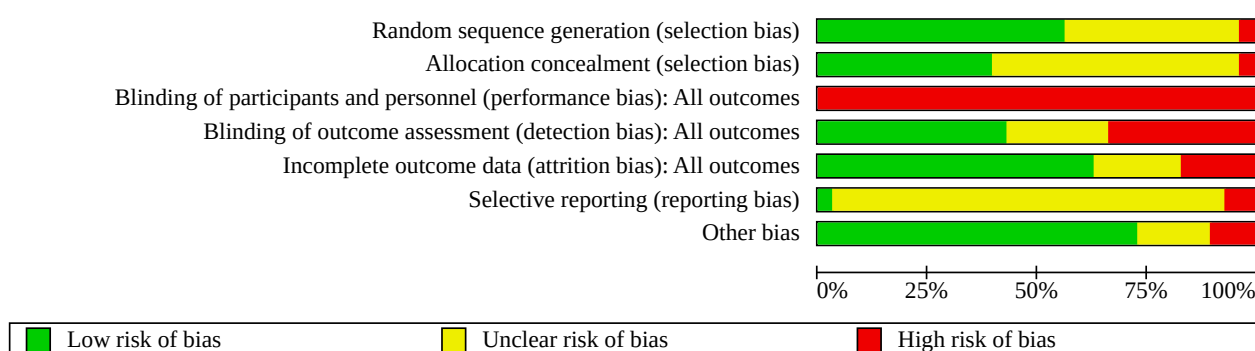 Random sequence generation (selection bias)
Allocation concealment (selection bias)
Blinding of participants and personnel (performance bias): All outcomes
Blinding of outcome assessment (detection bias): All outcomes
Incomplete outcome data (attrition bias): All outcomes
Selective reporting (reporting bias)
Other bias
0% 25% 50% 75% 100%
Low risk of bias Unclear risk of bias High risk of bias